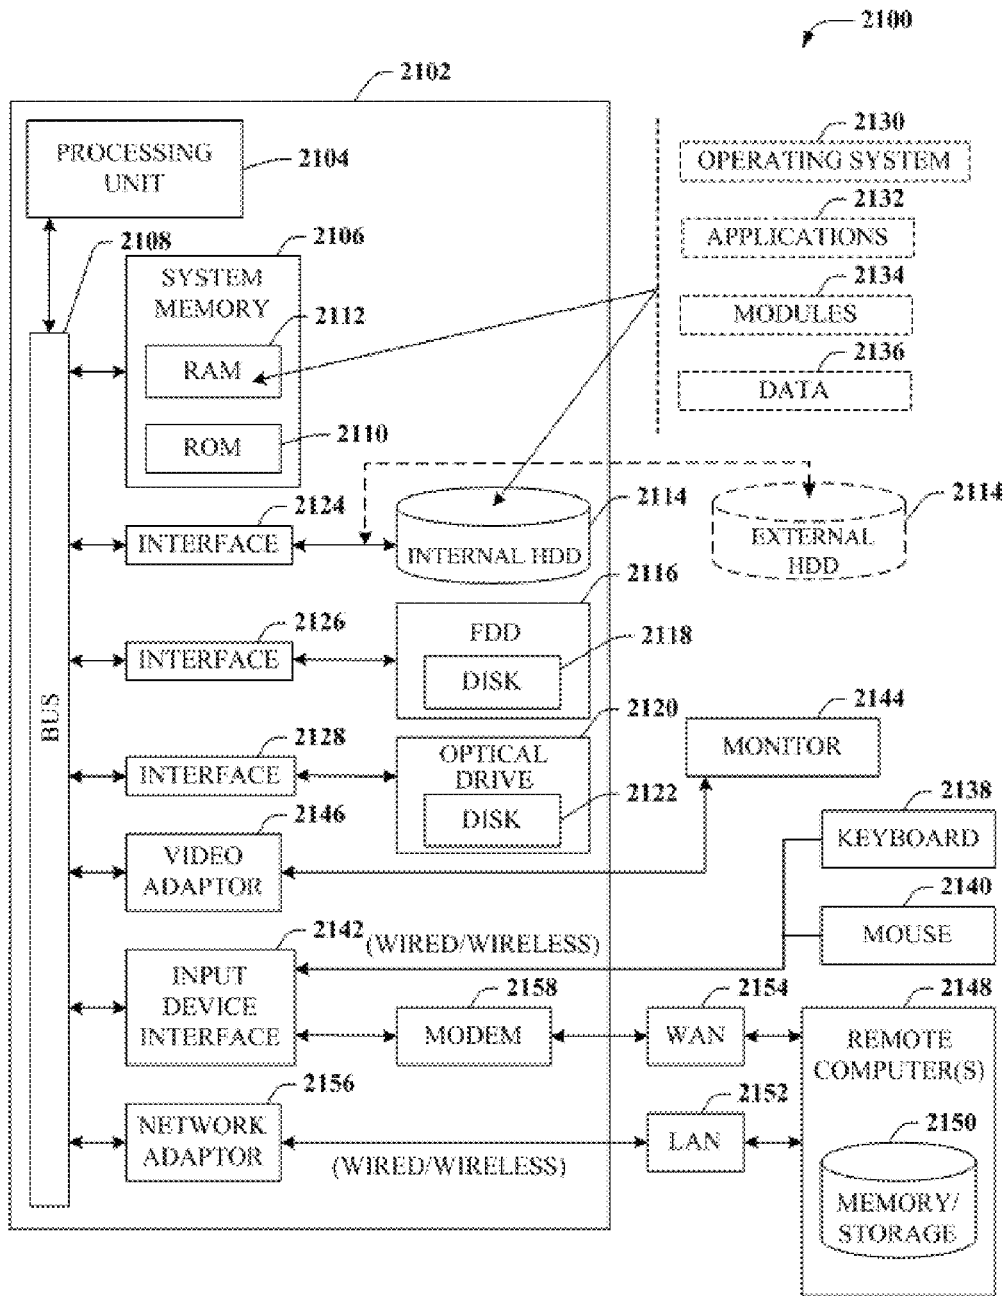 2100
2102
PROCESSING
UNIT
2104
2130
OPERATING SYSTEM
2132
APPLICATIONS
2134
MODULES
2136
DATA
2108
2106
SYSTEM
MEMORY
2112
RAM
2110
ROM
2124
INTERFACE
2114
INTERNAL HDD
2114
EXTERNAL
HDD
2116
FDD
2118
DISK
2126
INTERFACE
BUS
2120
OPTICAL
DRIVE
2122
DISK
2128
INTERFACE
2144
MONITOR
2146
VIDEO
ADAPTOR
2138
KEYBOARD
2140
MOUSE
2142
(WIRED/WIRELESS)
INPUT
DEVICE
INTERFACE
2158
MODEM
2154
WAN
2148
REMOTE
COMPUTER(S)
2156
NETWORK
ADAPTOR
(WIRED/WIRELESS)
2152
LAN
2150
MEMORY/
STORAGE